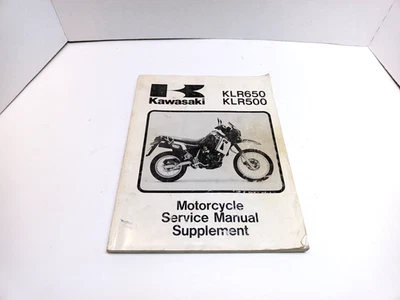 Kawasaki
KLR650
KLR500
Motorcycle
Service Manual
Supplement